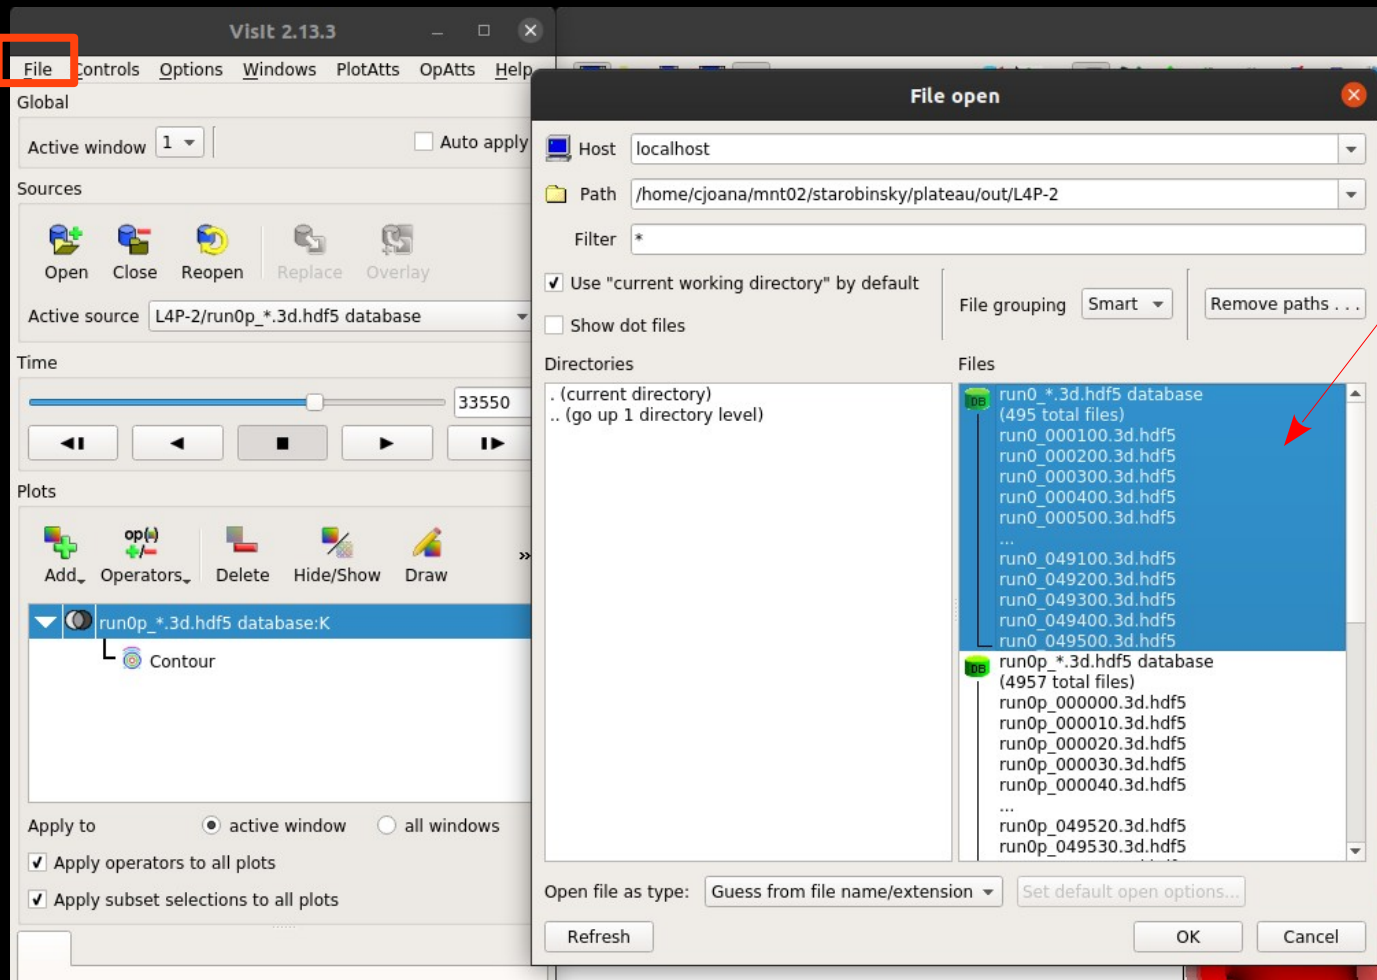 VisIt 2.13.3
File Controls Options Windows PlotAtts OpAtts Help
Global
Active window 1 Auto apply
Sources
Open Close Reopen Replace Overlay
Active source L4P-2/run0p_*.3d.hdf5 database
Time
33550
Plots
op(•)
+/-
Add Operators Delete Hide/Show Draw »
run0p_*.3d.hdf5 database:K
Contour
Apply to active window all windows
Apply operators to all plots
Apply subset selections to all plots
File open
Host localhost
Path /home/cjoana/mnt02/starobinsky/plateau/out/L4P-2
Filter *
Use "current working directory" by default
Show dot files
File grouping Smart Remove paths . . .
Directories
. (current directory)
.. (go up 1 directory level)
Files
DB run0_*.3d.hdf5 database
(495 total files)
run0_000100.3d.hdf5
run0_000200.3d.hdf5
run0_000300.3d.hdf5
run0_000400.3d.hdf5
run0_000500.3d.hdf5
...
run0_049100.3d.hdf5
run0_049200.3d.hdf5
run0_049300.3d.hdf5
run0_049400.3d.hdf5
run0_049500.3d.hdf5
DB run0p_*.3d.hdf5 database
(4957 total files)
run0p_000000.3d.hdf5
run0p_000010.3d.hdf5
run0p_000020.3d.hdf5
run0p_000030.3d.hdf5
run0p_000040.3d.hdf5
...
run0p_049520.3d.hdf5
run0p_049530.3d.hdf5
Open file as type: Guess from file name/extension Set default open options...
Refresh OK Cancel